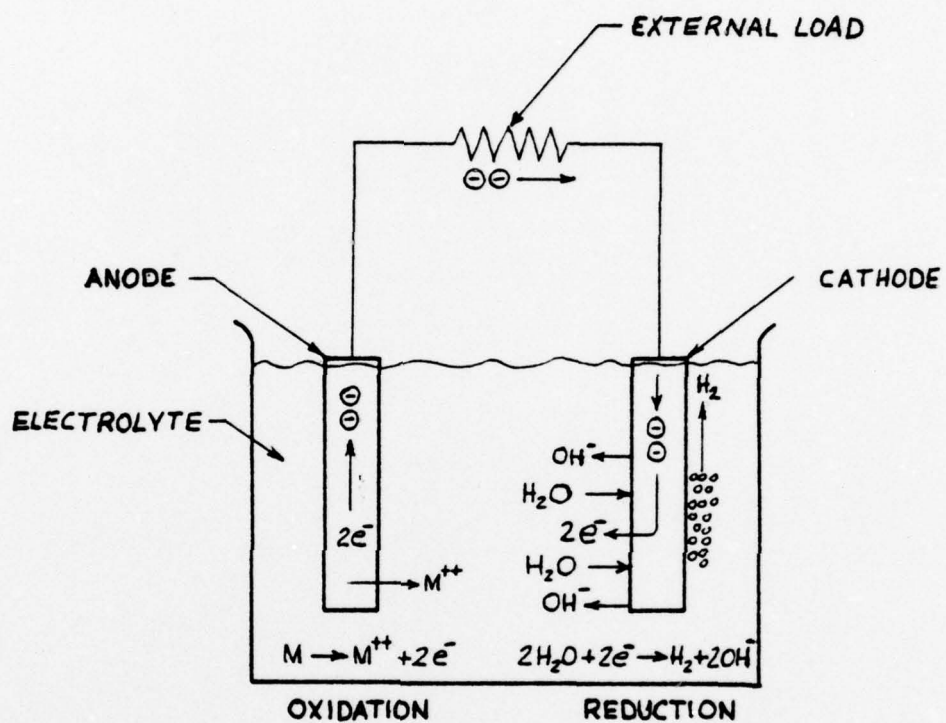 EXTERNAL LOAD
⊖⊖ →
ANODE
CATHODE
⊖
⊖
H₂
ELECTROLYTE
⊖
⊖
OH⁻
H₂O
2e⁻
2e⁻
H₂O
M⁺⁺
OH⁻
M → M⁺⁺ + 2e⁻
2H₂O + 2e⁻ → H₂ + 2OH⁻
OXIDATION
REDUCTION